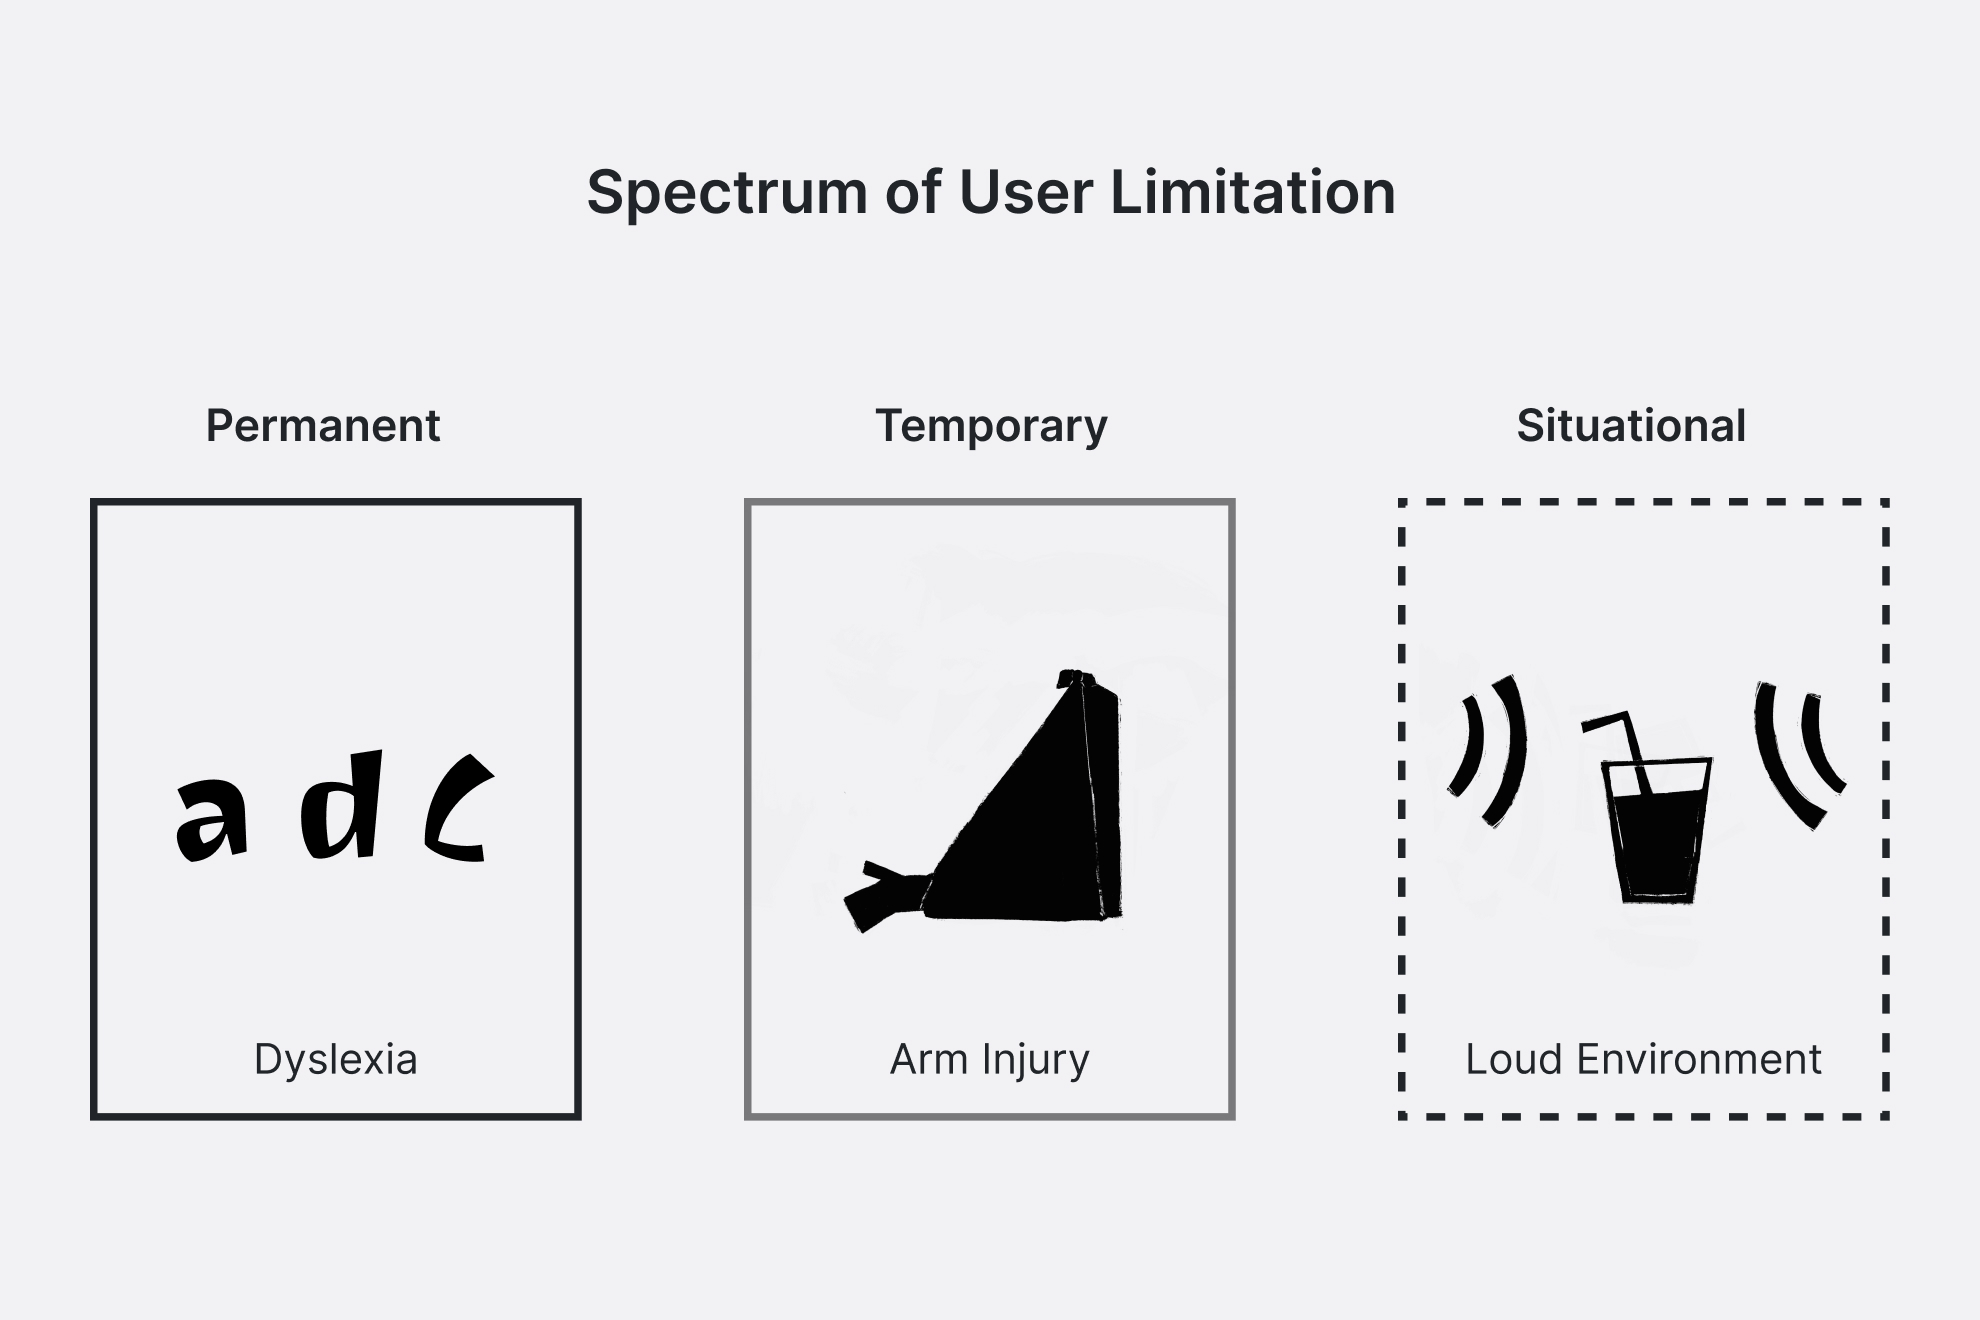 Spectrum of User Limitation
Permanent
Temporary
Situational
a d c
Dyslexia
Arm Injury
Loud Environment